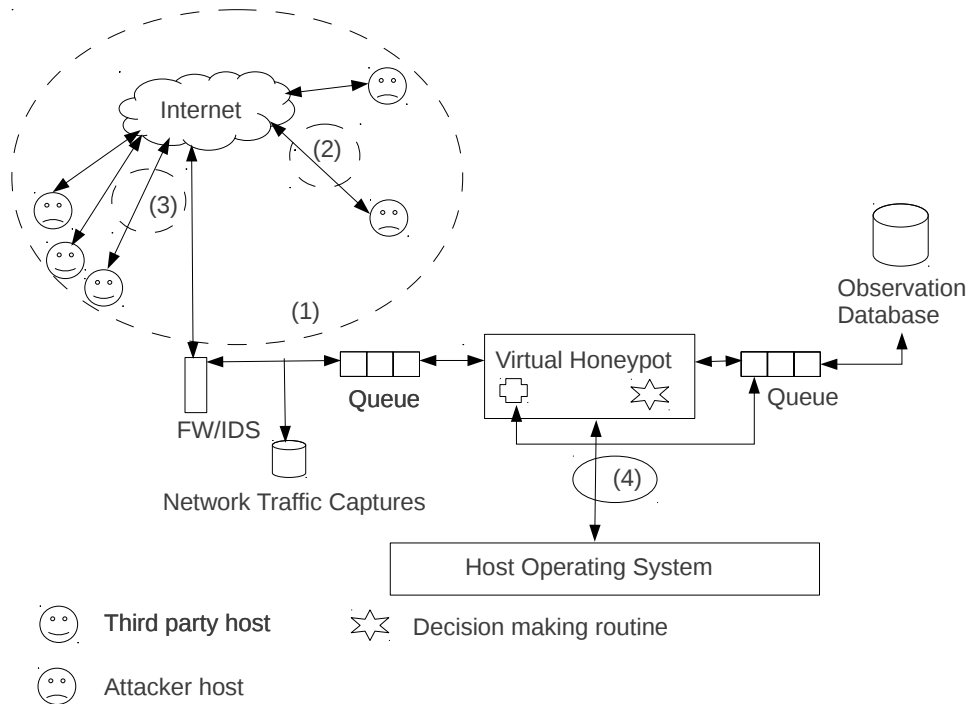 Internet
(2)
(3)
(1)
Observation
Database
Virtual Honeypot
Queue
Queue
FW/IDS
(4)
Network Traffic Captures
Host Operating System
Third party host
Decision making routine
Attacker host